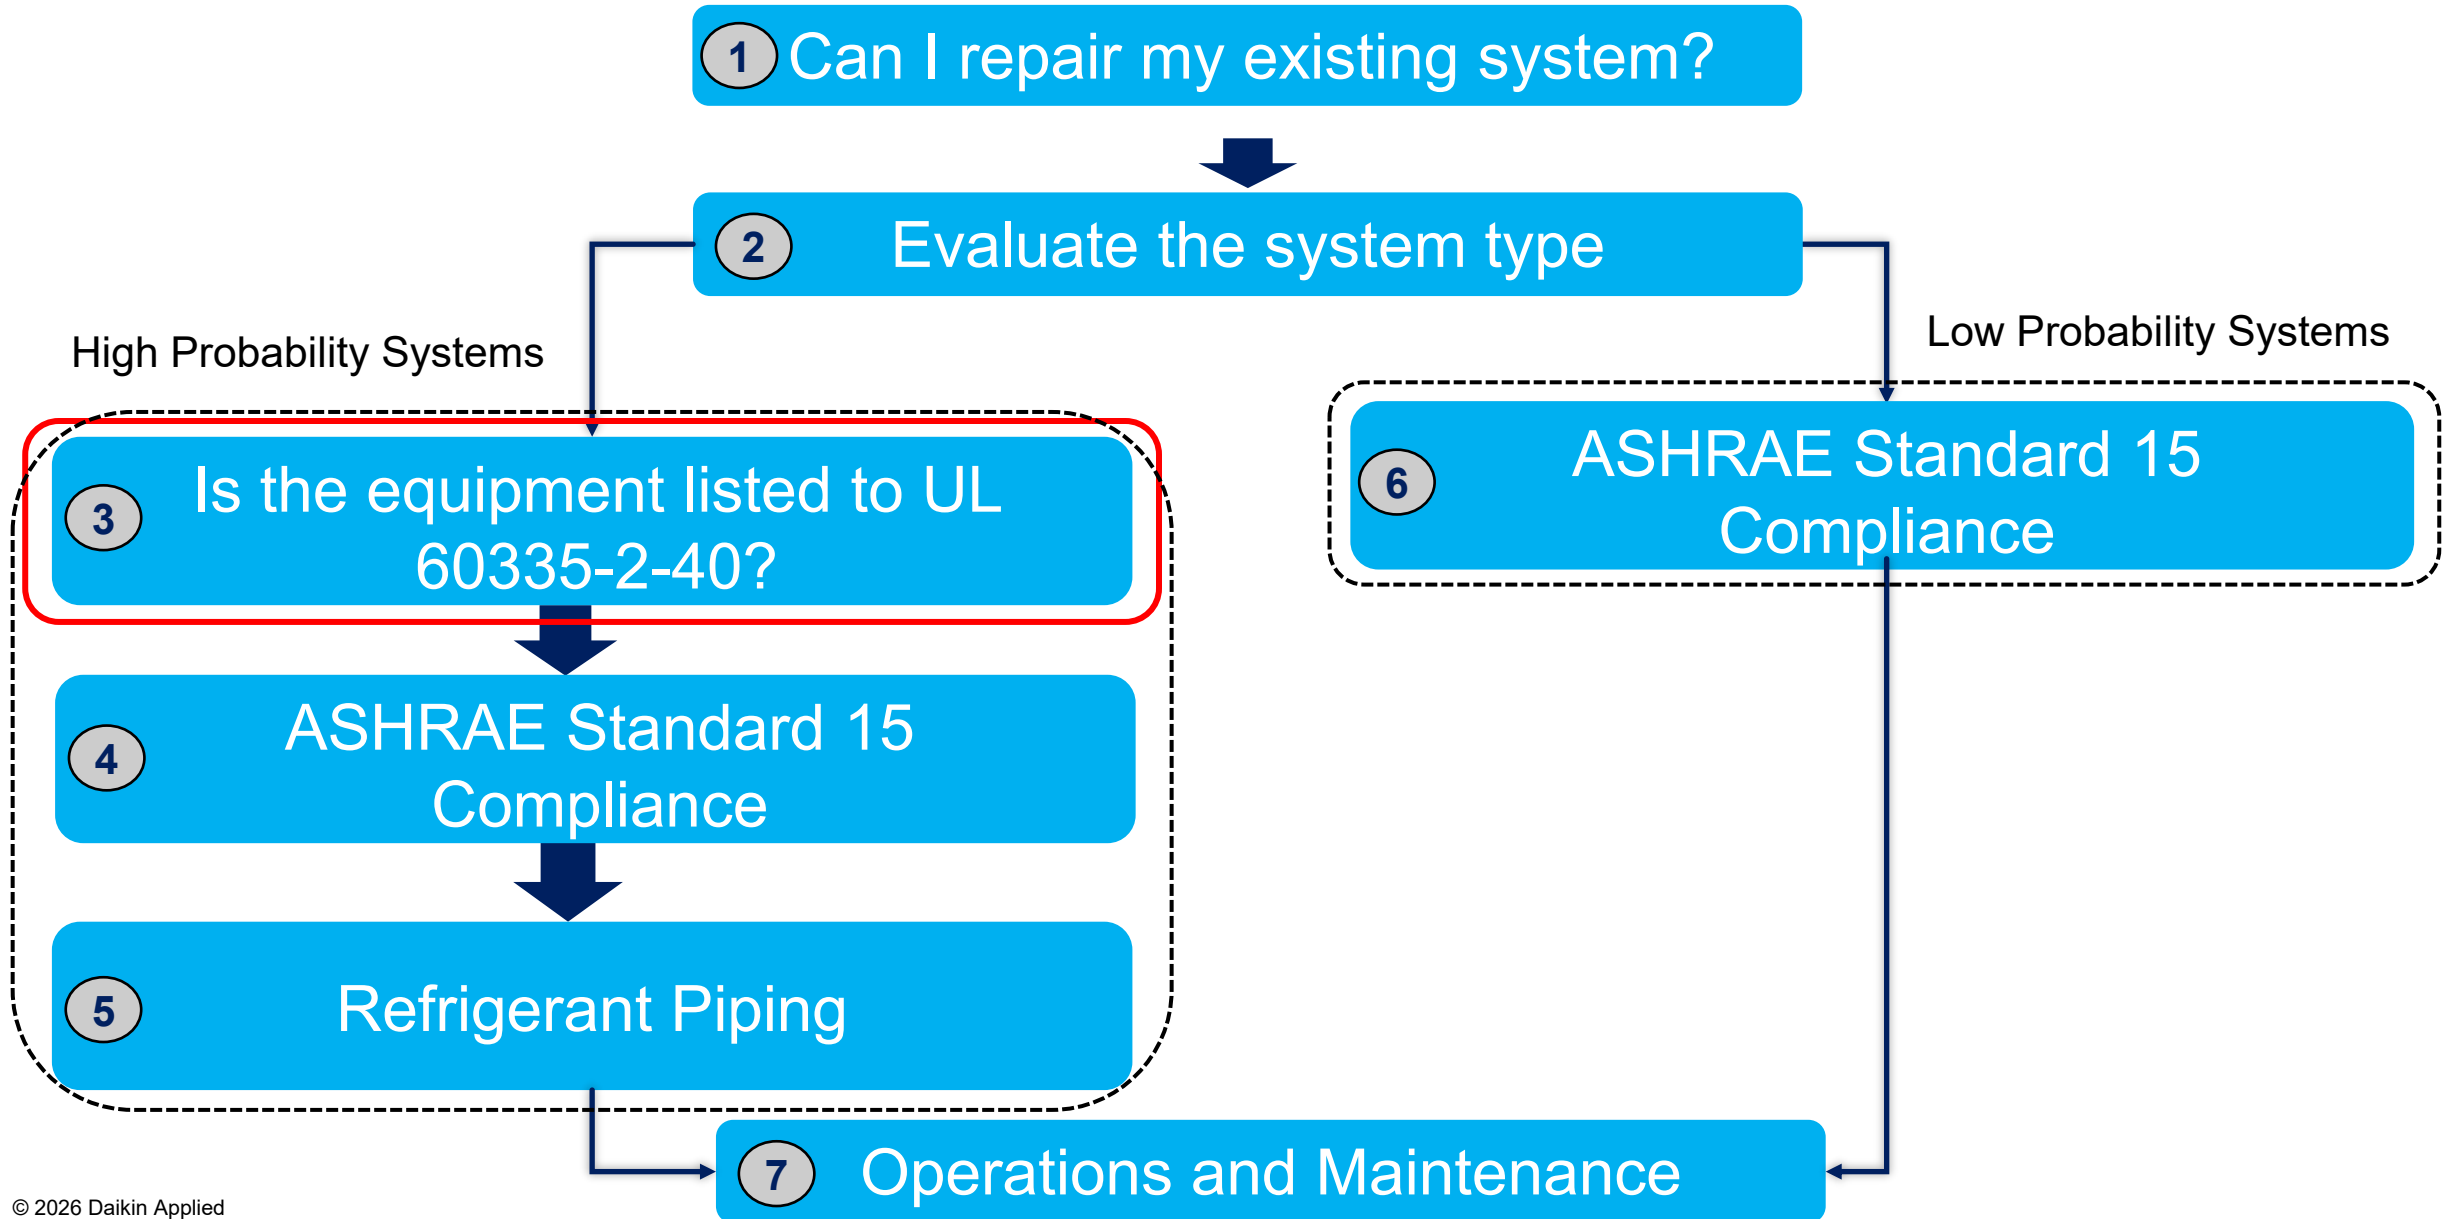 1 Can I repair my existing system?
2 Evaluate the system type
High Probability Systems
Low Probability Systems
3 Is the equipment listed to UL
60335-2-40?
6 ASHRAE Standard 15
Compliance
4 ASHRAE Standard 15
Compliance
5 Refrigerant Piping
7 Operations and Maintenance
© 2026 Daikin Applied